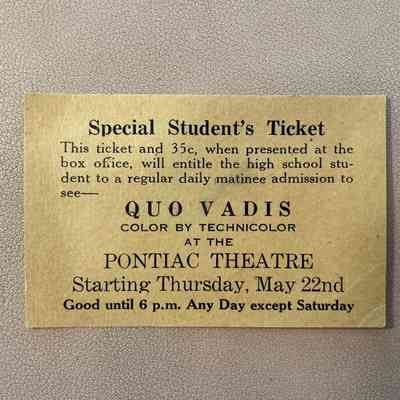 Special Student's Ticket
This ticket and 35c, when presented at the
box office, will entitle the high school stu-
dent to a regular daily matinee admission to
see—
QUO VADIS
COLOR BY TECHNICOLOR
AT THE
PONTIAC THEATRE
Starting Thursday, May 22nd
Good until 6 p.m. Any Day except Saturday